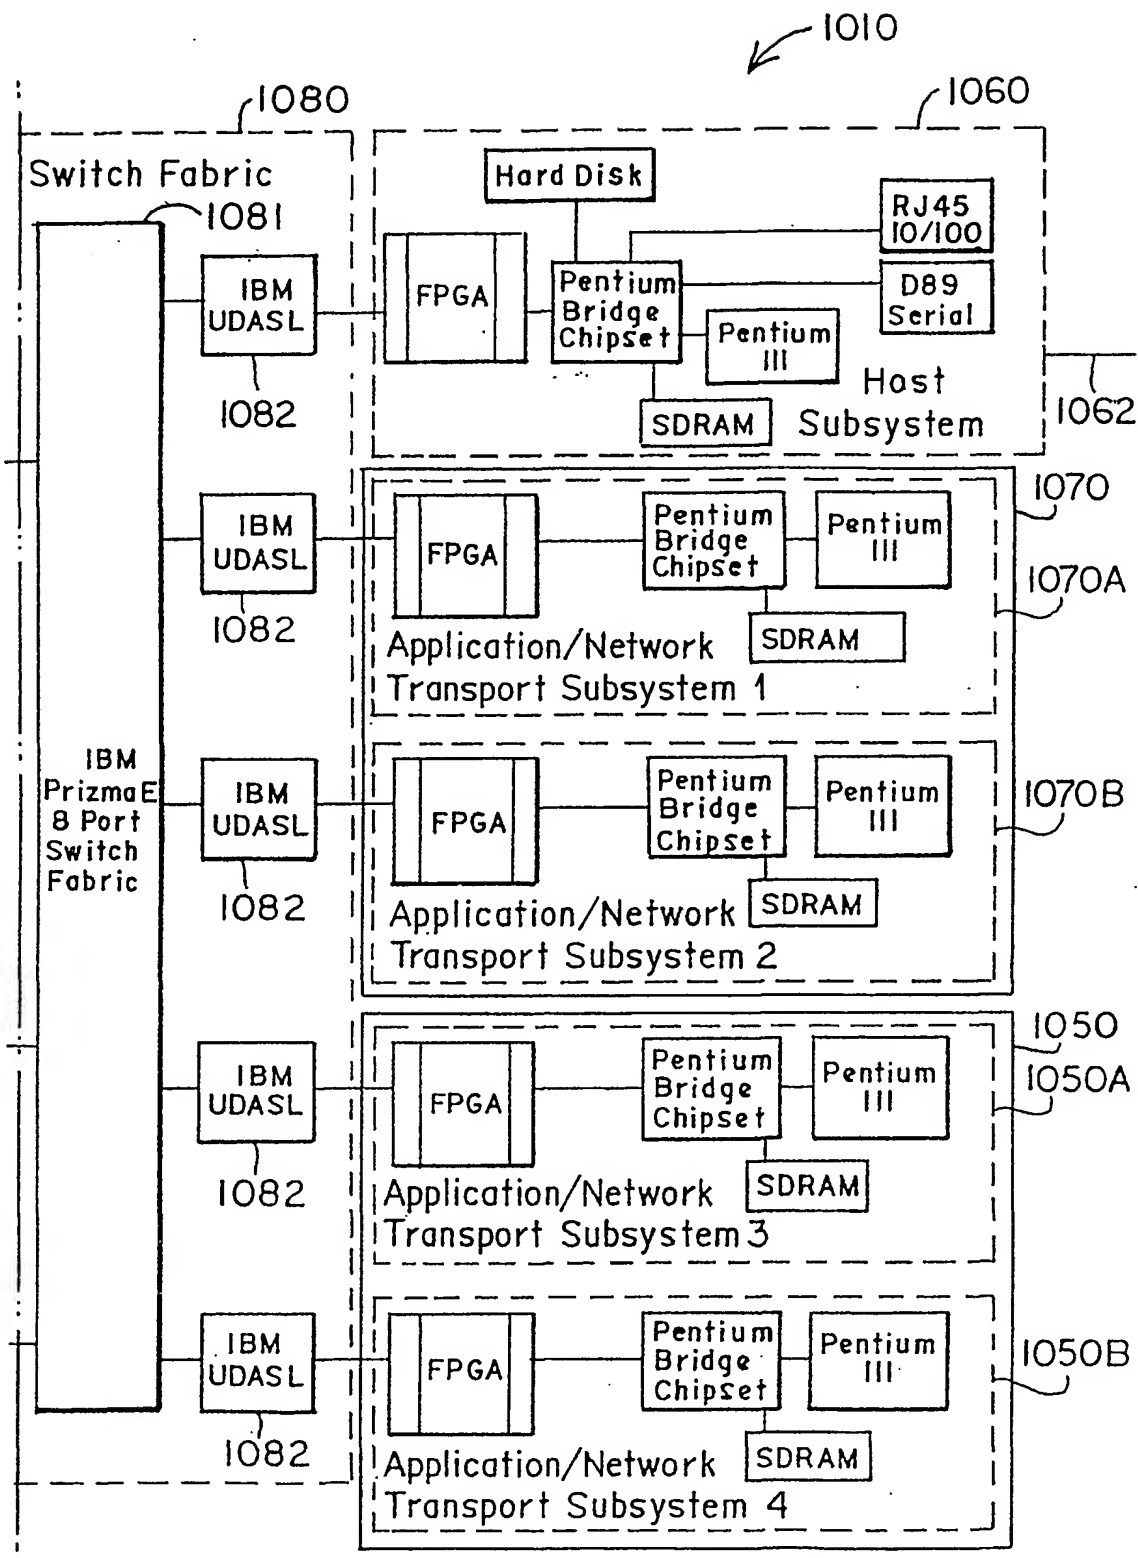 1010
1080
1060
Switch Fabric
1081
Hard Disk
RJ45
10/100
IBM
UDASL
FPGA
Pentium
Bridge
Chipset
D89
Serial
Pentium
III
1082
SDRAM
Host
Subsystem
1062
1070
IBM
UDASL
FPGA
Pentium
Bridge
Chipset
Pentium
III
1070A
1082
SDRAM
Application/Network
Transport Subsystem 1
IBM
PrizmaE
8 Port
Switch
Fabric
IBM
UDASL
FPGA
Pentium
Bridge
Chipset
Pentium
III
1070B
1082
SDRAM
Application/Network
Transport Subsystem 2
1050
IBM
UDASL
FPGA
Pentium
Bridge
Chipset
Pentium
III
1050A
1082
SDRAM
Application/Network
Transport Subsystem 3
IBM
UDASL
FPGA
Pentium
Bridge
Chipset
Pentium
III
1050B
1082
SDRAM
Application/Network
Transport Subsystem 4